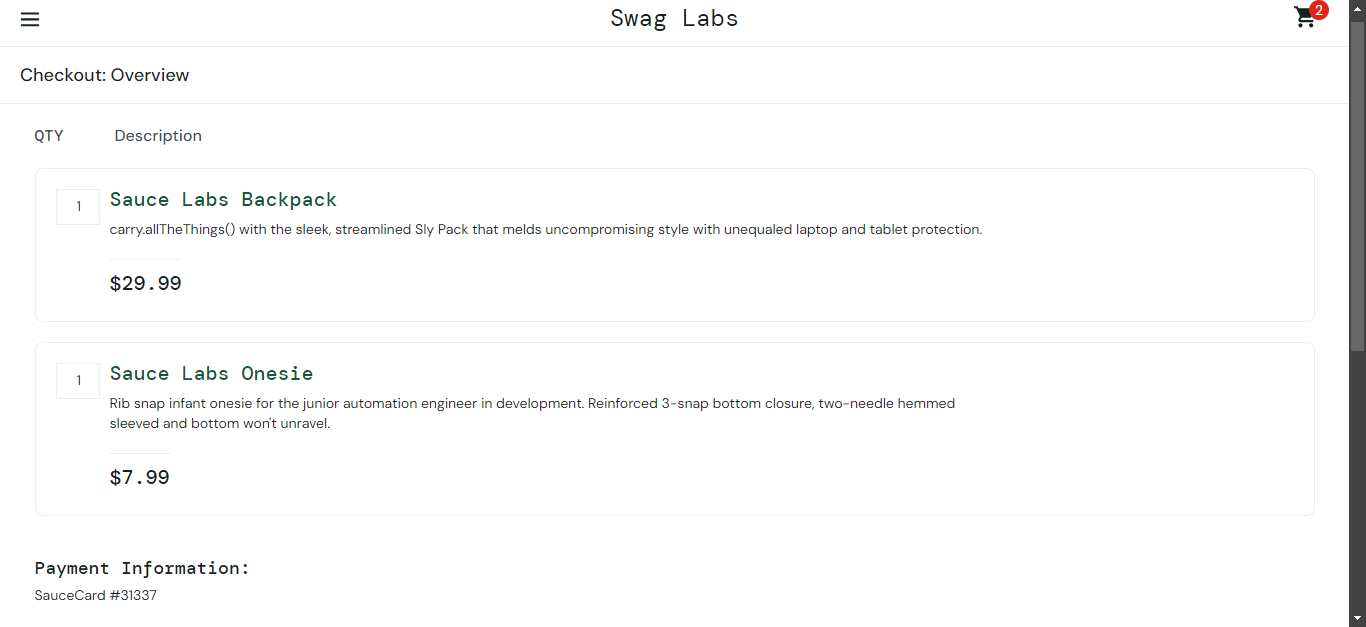 Swag Labs
2
Checkout: Overview
QTY Description
1
Sauce Labs Backpack
carry.allTheThings() with the sleek, streamlined Sly Pack that melds uncompromising style with unequaled laptop and tablet protection.
$29.99
1
Sauce Labs Onesie
Rib snap infant onesie for the junior automation engineer in development. Reinforced 3-snap bottom closure, two-needle hemmed
sleeved and bottom won't unravel.
$7.99
Payment Information:
SauceCard #31337